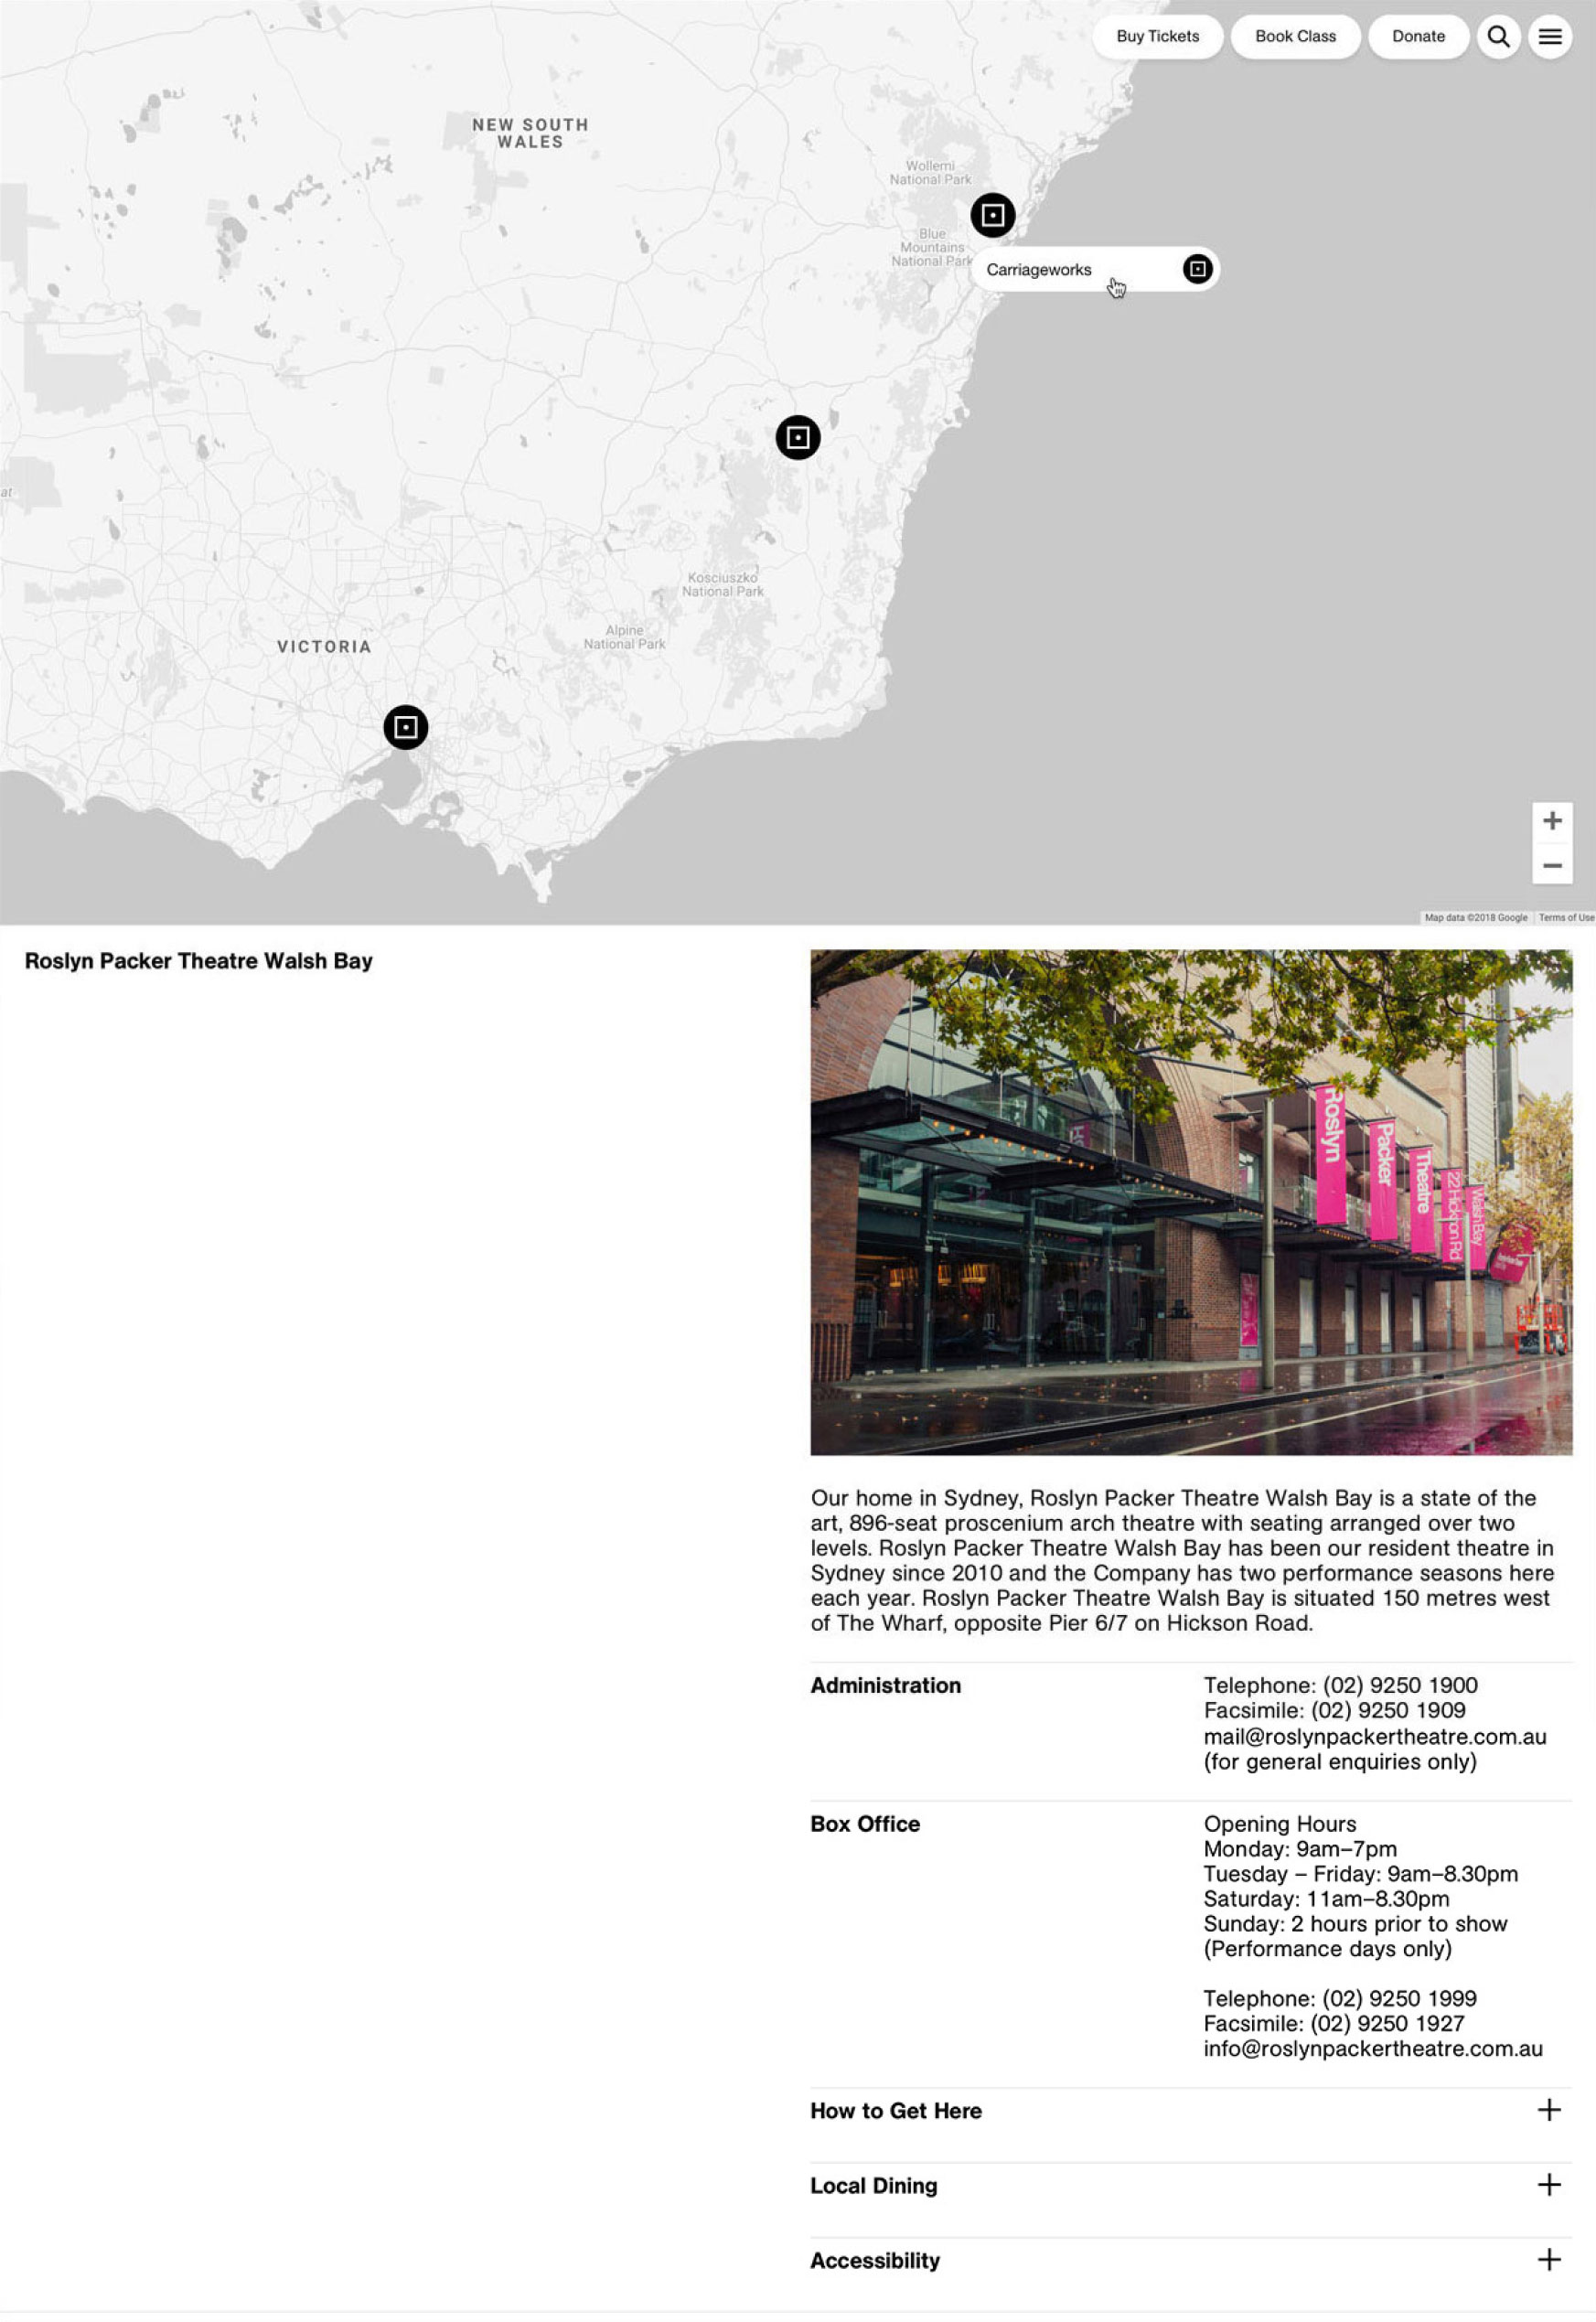 Buy Tickets
Book Class
Donate
NEW SOUTH
WALES
Wollemi
National Park
Blue
Mountains
National Park
Carriageworks
at
Kosciuszko
National Park
Alpine
National Park
VICTORIA
Map data ©2018 Google
Terms of Use
Roslyn Packer Theatre Walsh Bay
Roslyn
Packer
Theatre
22 Hickson Rd
Walsh Bay
Our home in Sydney, Roslyn Packer Theatre Walsh Bay is a state of the
art, 896-seat proscenium arch theatre with seating arranged over two
levels. Roslyn Packer Theatre Walsh Bay has been our resident theatre in
Sydney since 2010 and the Company has two performance seasons here
each year. Roslyn Packer Theatre Walsh Bay is situated 150 metres west
of The Wharf, opposite Pier 6/7 on Hickson Road.
Administration
Telephone: (02) 9250 1900
Facsimile: (02) 9250 1909
mail@roslynpackertheatre.com.au
(for general enquiries only)
Box Office
Opening Hours
Monday: 9am–7pm
Tuesday – Friday: 9am–8.30pm
Saturday: 11am–8.30pm
Sunday: 2 hours prior to show
(Performance days only)
Telephone: (02) 9250 1999
Facsimile: (02) 9250 1927
info@roslynpackertheatre.com.au
How to Get Here
Local Dining
Accessibility